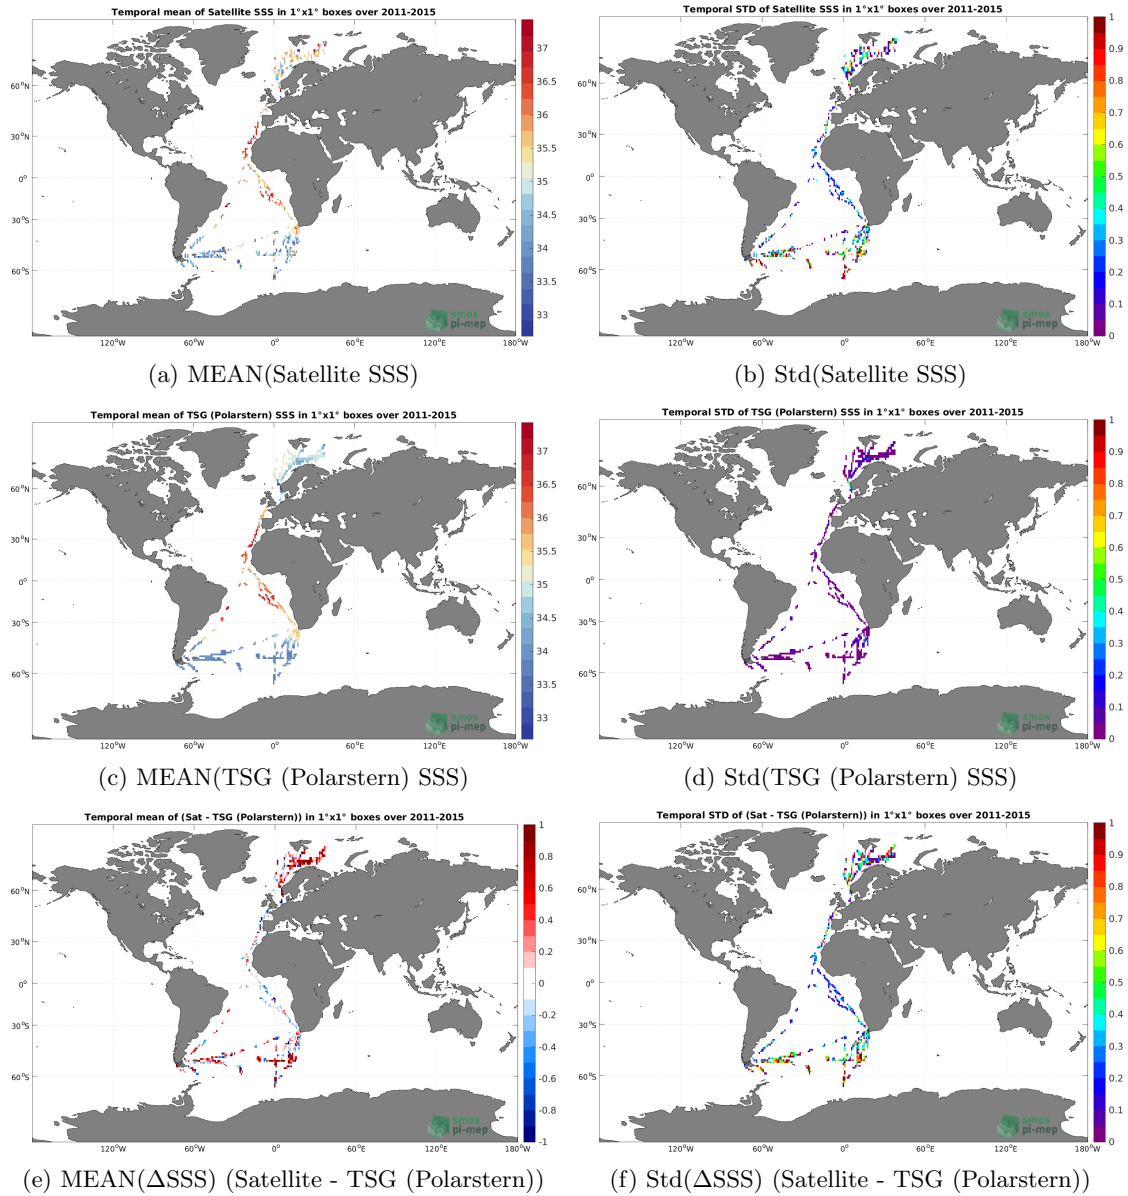 Temporal mean of Satellite SSS in 1°x1° boxes over 2011-2015
60°N
30°N
0°
30°S
60°S
120°W
60°W
0°
60°E
120°E
180°W
37
36.5
36
35.5
35
34.5
34
33.5
33
smos
pi-mep
(a) MEAN(Satellite SSS)
Temporal STD of Satellite SSS in 1°x1° boxes over 2011-2015
60°N
30°N
0°
30°S
60°S
120°W
60°W
0°
60°E
120°E
180°W
1
0.9
0.8
0.7
0.6
0.5
0.4
0.3
0.2
0.1
0
smos
pi-mep
(b) Std(Satellite SSS)
Temporal mean of TSG (Polarstern) SSS in 1°x1° boxes over 2011-2015
60°N
30°N
0°
30°S
60°S
120°W
60°W
0°
60°E
120°E
180°W
37
36.5
36
35.5
35
34.5
34
33.5
33
smos
pi-mep
(c) MEAN(TSG (Polarstern) SSS)
Temporal STD of TSG (Polarstern) SSS in 1°x1° boxes over 2011-2015
60°N
30°N
0°
30°S
60°S
120°W
60°W
0°
60°E
120°E
180°W
1
0.9
0.8
0.7
0.6
0.5
0.4
0.3
0.2
0.1
0
smos
pi-mep
(d) Std(TSG (Polarstern) SSS)
Temporal mean of (Sat - TSG (Polarstern)) in 1°x1° boxes over 2011-2015
60°N
30°N
0°
30°S
60°S
120°W
60°W
0°
60°E
120°E
180°W
1
0.8
0.6
0.4
0.2
0
-0.2
-0.4
-0.6
-0.8
-1
smos
pi-mep
(e) MEAN(ΔSSS) (Satellite - TSG (Polarstern))
Temporal STD of (Sat - TSG (Polarstern)) in 1°x1° boxes over 2011-2015
60°N
30°N
0°
30°S
60°S
120°W
60°W
0°
60°E
120°E
180°W
1
0.9
0.8
0.7
0.6
0.5
0.4
0.3
0.2
0.1
0
smos
pi-mep
(f) Std(ΔSSS) (Satellite - TSG (Polarstern))